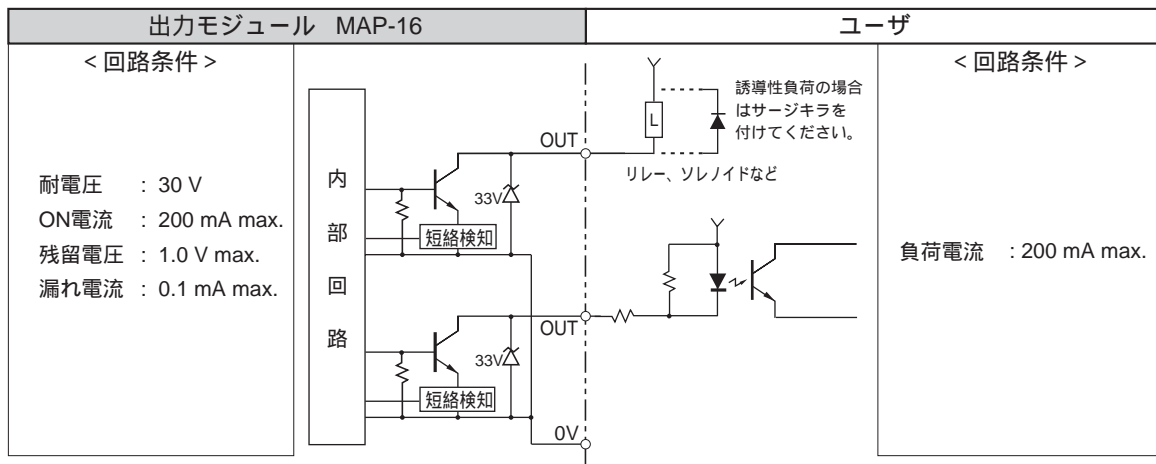 出力モジュール MAP-16
ユーザ
< 回路条件 >
耐電圧 : 30 V
ON電流 : 200 mA max.
残留電圧 : 1.0 V max.
漏れ電流 : 0.1 mA max.
内部回路
33V
短絡検知
OUT
L
誘導性負荷の場合
はサージキラを
付けてください。
リレー、ソレノイドなど
33V
短絡検知
OUT
0V
< 回路条件 >
負荷電流 : 200 mA max.